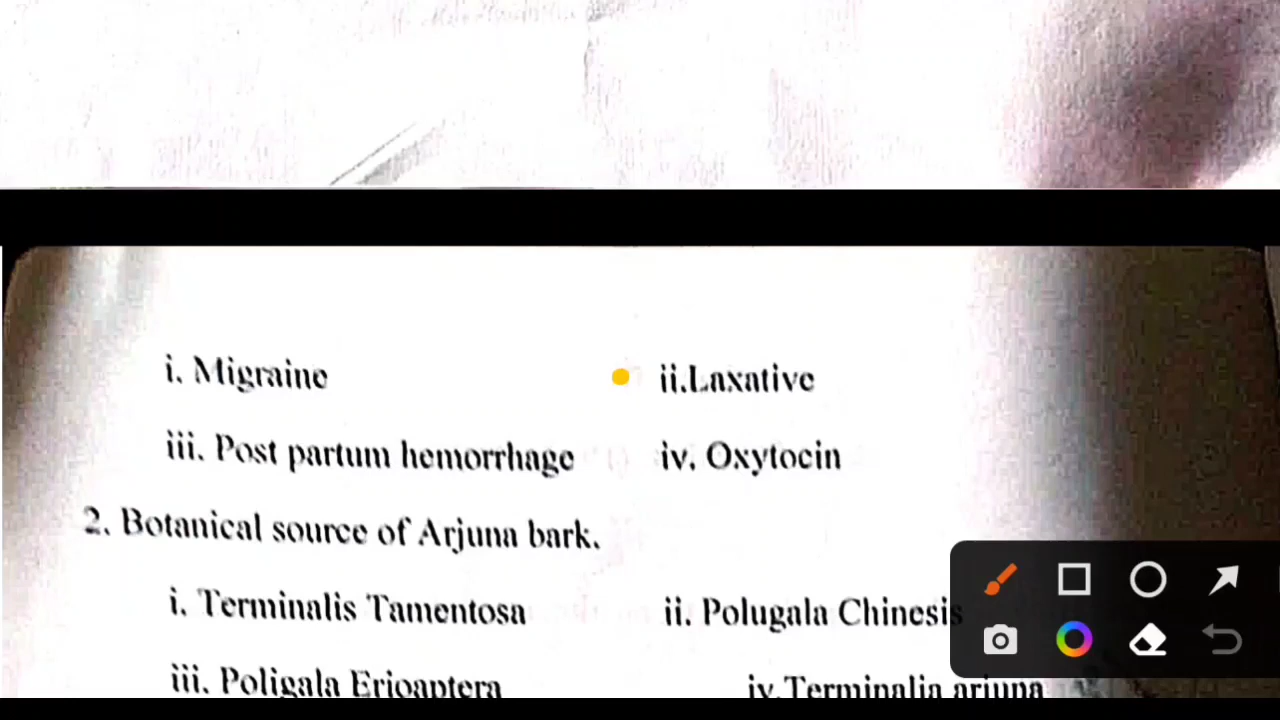 i. Migraine ii.Laxative
iii. Post partum hemorrhage iv. Oxytocin
2. Botanical source of Arjuna bark.
i. Terminalis Tamentosa ii. Polugala Chinesis
iii. Poligala Erioaptera iv.Terminalia arjuna